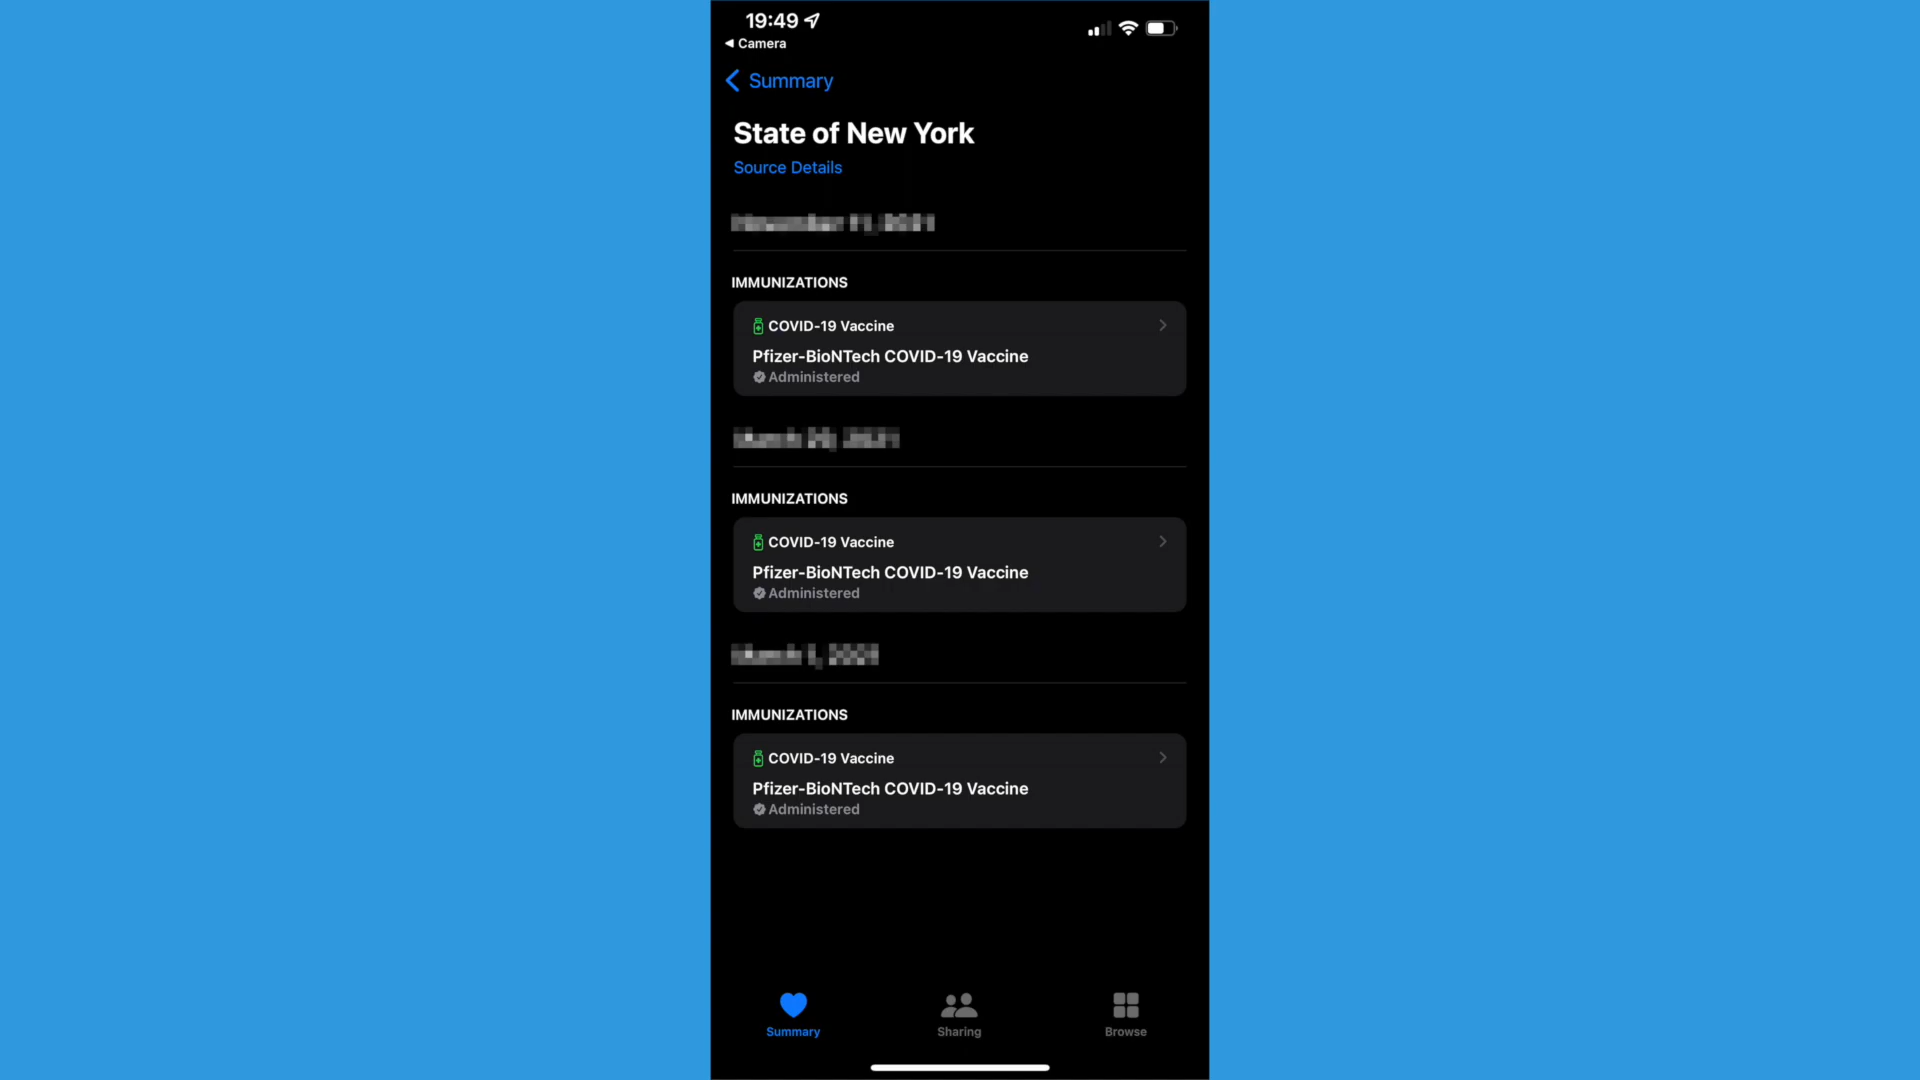 19:49
Camera
Summary
State of New York
Source Details
IMMUNIZATIONS
COVID-19 Vaccine
Pfizer-BioNTech COVID-19 Vaccine
Administered
IMMUNIZATIONS
COVID-19 Vaccine
Pfizer-BioNTech COVID-19 Vaccine
Administered
IMMUNIZATIONS
COVID-19 Vaccine
Pfizer-BioNTech COVID-19 Vaccine
Administered
Summary
Sharing
Browse